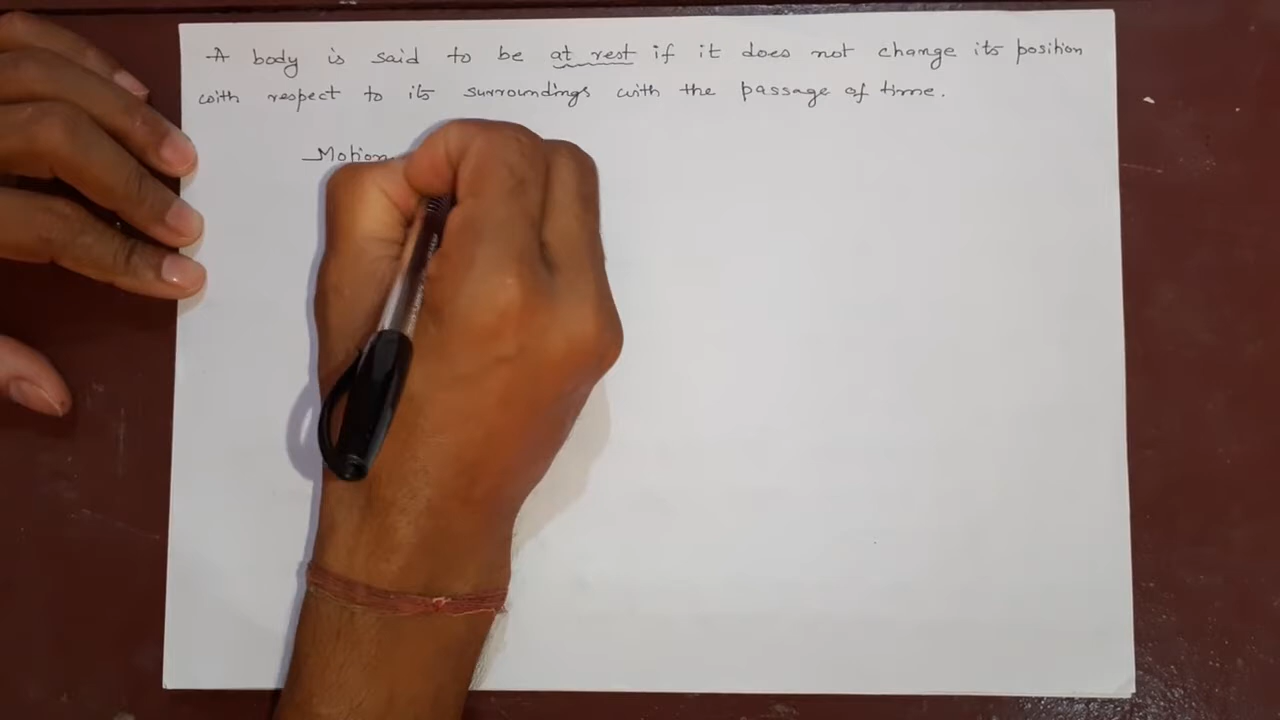 A body is said to be at rest if it does not change its position
with respect to its surroundings with the passage of time.
Motion